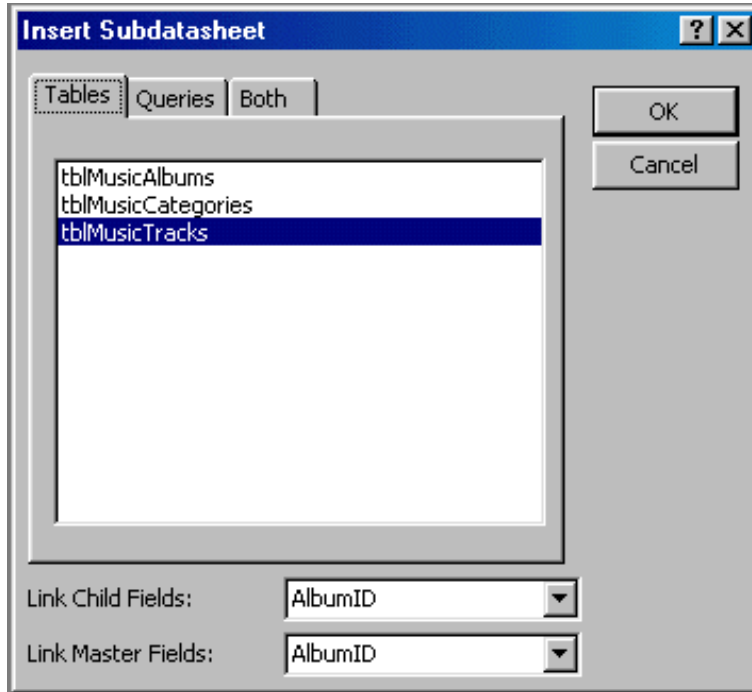 Insert Subdatasheet
Tables Queries Both
OK
Cancel
tblMusicAlbums
tblMusicCategories
tblMusicTracks
Link Child Fields: AlbumID
Link Master Fields: AlbumID